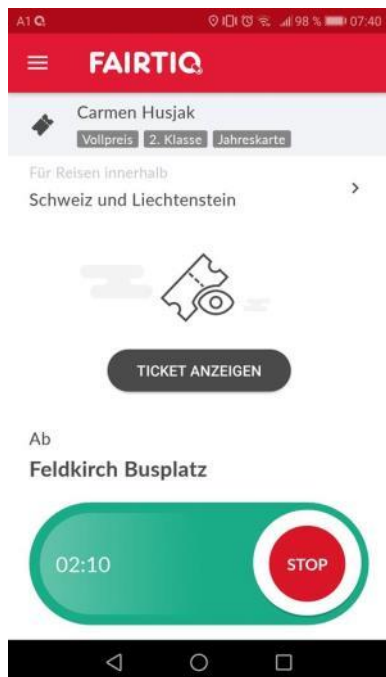 A1 98 % 07:40
FAIRTIQ
Carmen Husjak
Vollpreis 2. Klasse Jahreskarte
Für Reisen innerhalb
Schweiz und Liechtenstein
TICKET ANZEIGEN
Ab
Feldkirch Busplatz
02:10 STOP